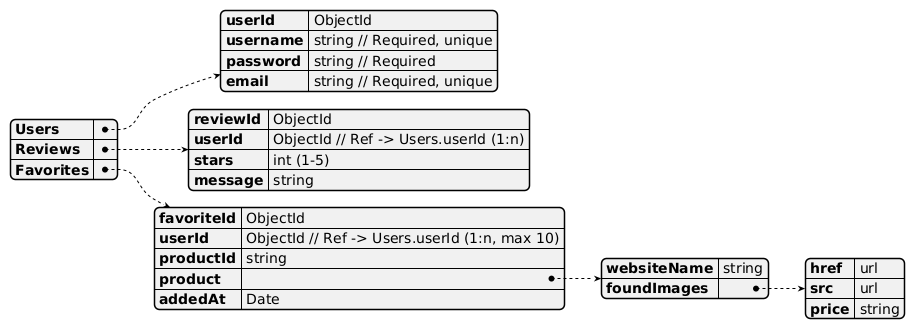 userId ObjectId
username string // Required, unique
password string // Required
email string // Required, unique
Users
Reviews
Favorites
reviewId ObjectId
userId ObjectId // Ref -> Users.userId (1:n)
stars int (1-5)
message string
favoriteId ObjectId
userId ObjectId // Ref -> Users.userId (1:n, max 10)
productId string
product
addedAt Date
websiteName string
foundImages
href url
src url
price string